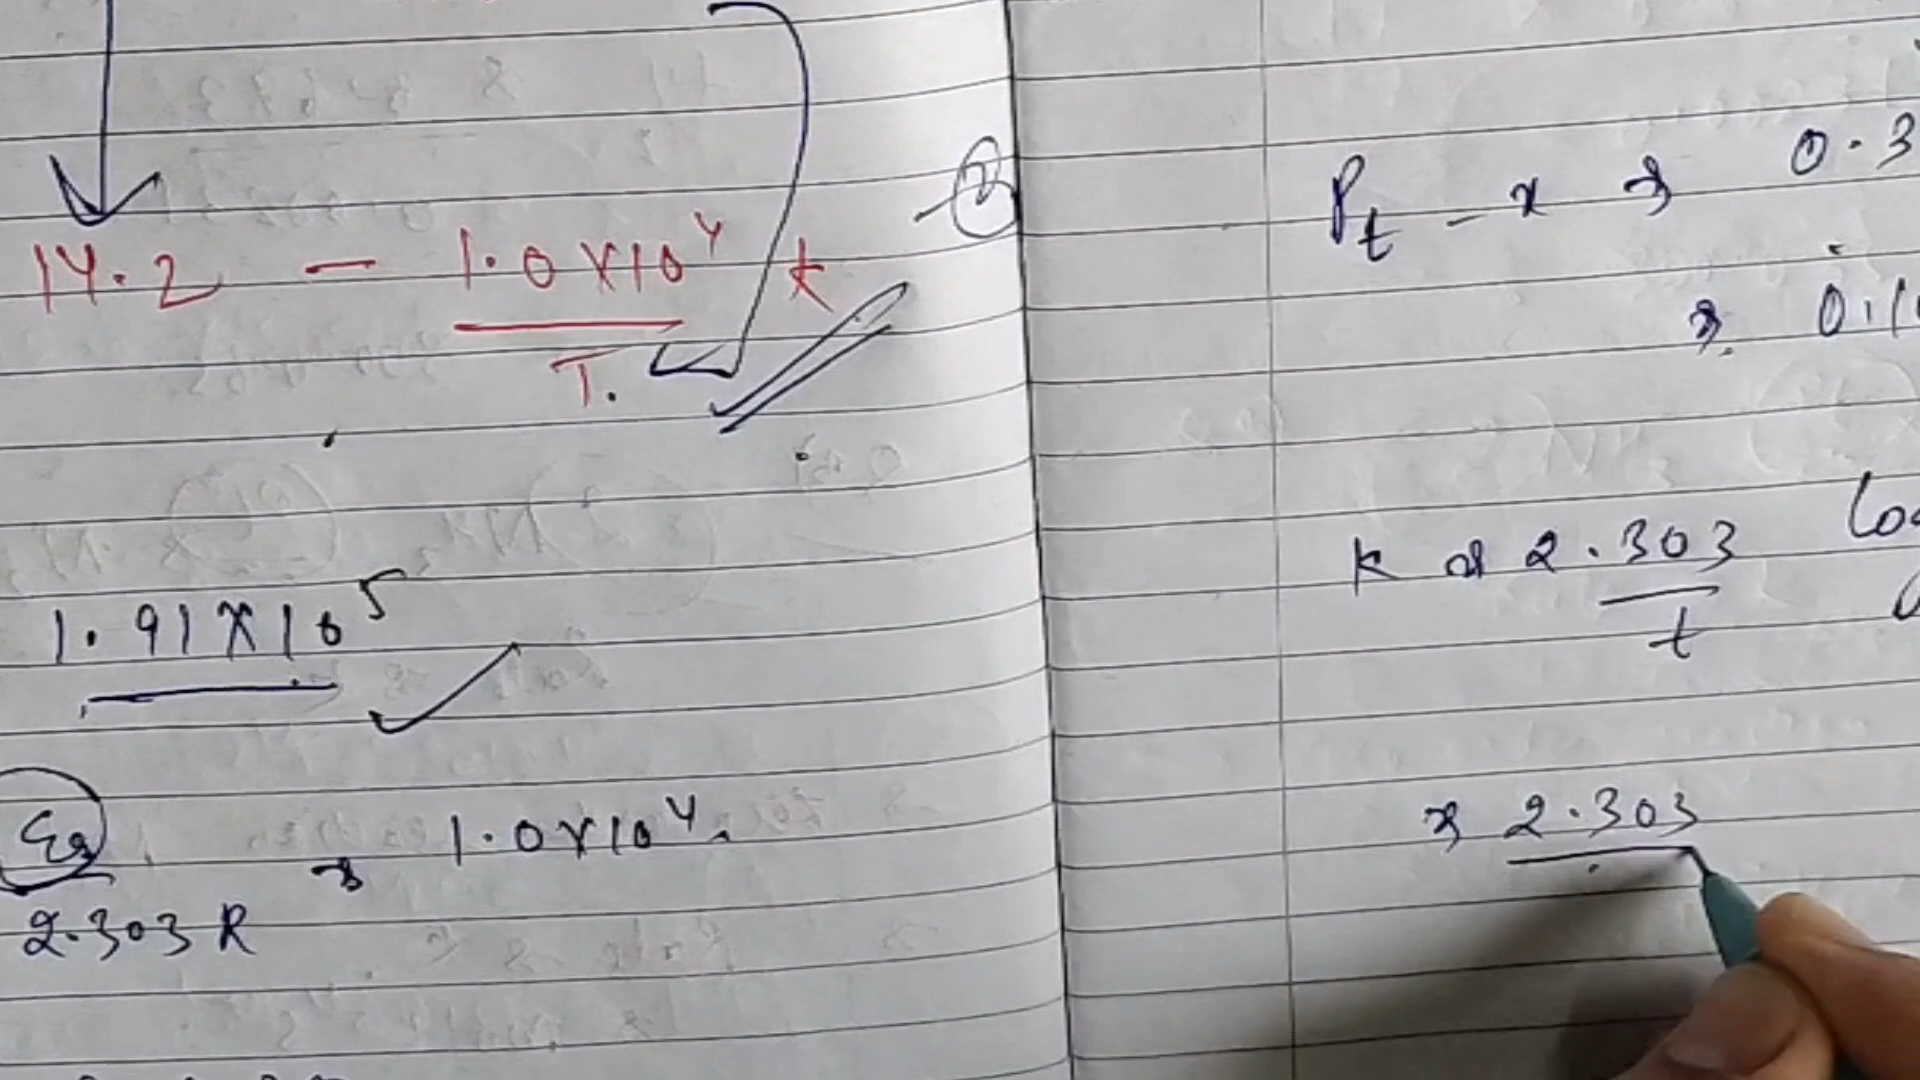 14.2 - 1.0 X 10⁴ k
T.
1.91 X 10⁵
Ea = 1.0 X 10⁴
2.303 R
2
Pt - x = 0.3
= 0.1
K = 2.303
t
= 2.303